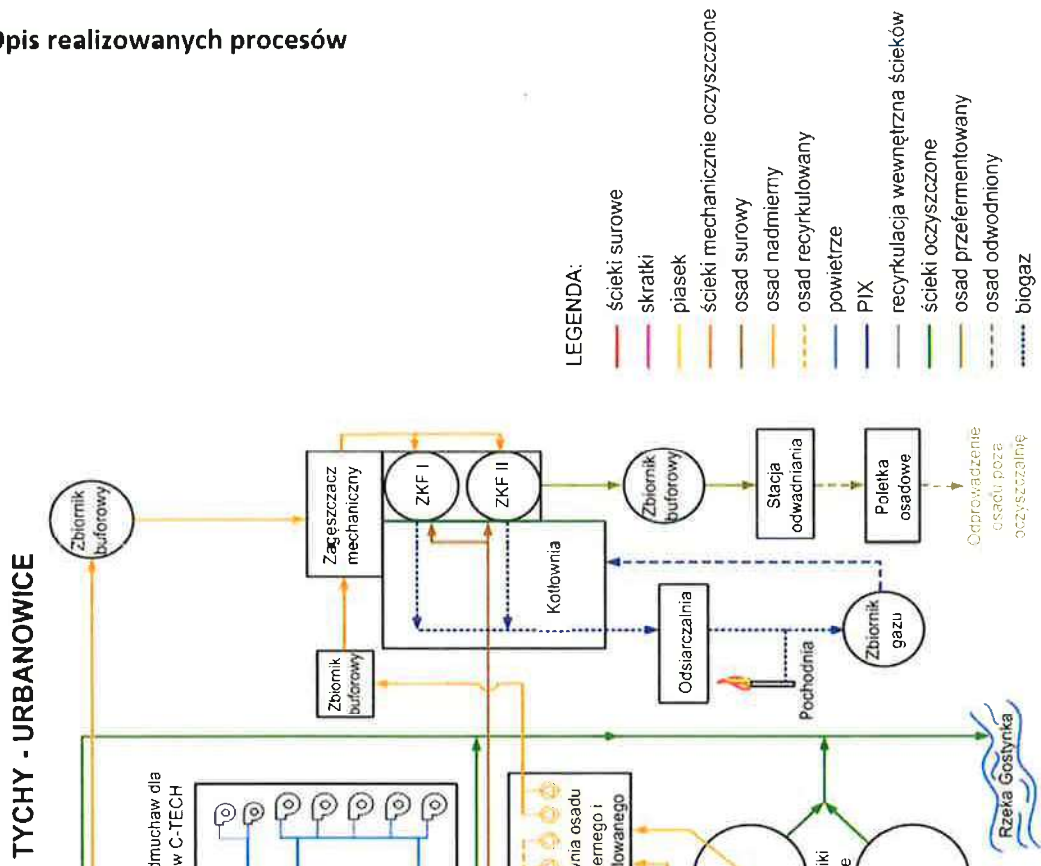 Opis realizowanych procesów
TYCHY - URBANOWICE
Zbiornik
buforowy
Zagęszczacz
mechaniczny
ZKF I
ZKF II
Zbiornik
buforowy
Stacja
odwadniania
Poletka
osadowe
Odprowadzenie
osadu poza
oczyszczalnię
Kotłownia
Zbiornik
buforowy
Odsiarczalnia
Pochodnia
Zbiornik
gazu
w C-TECH
Rzeka Gostynka
LEGENDA:
ścieki surowe
skratki
piasek
ścieki mechanicznie oczyszczone
osad surowy
osad nadmierny
osad recyrkulowany
powietrze
PIX
recyrkulacja wewnętrzna ścieków
ścieki oczyszczone
osad przefermentowany
osad odwodniony
biogaz